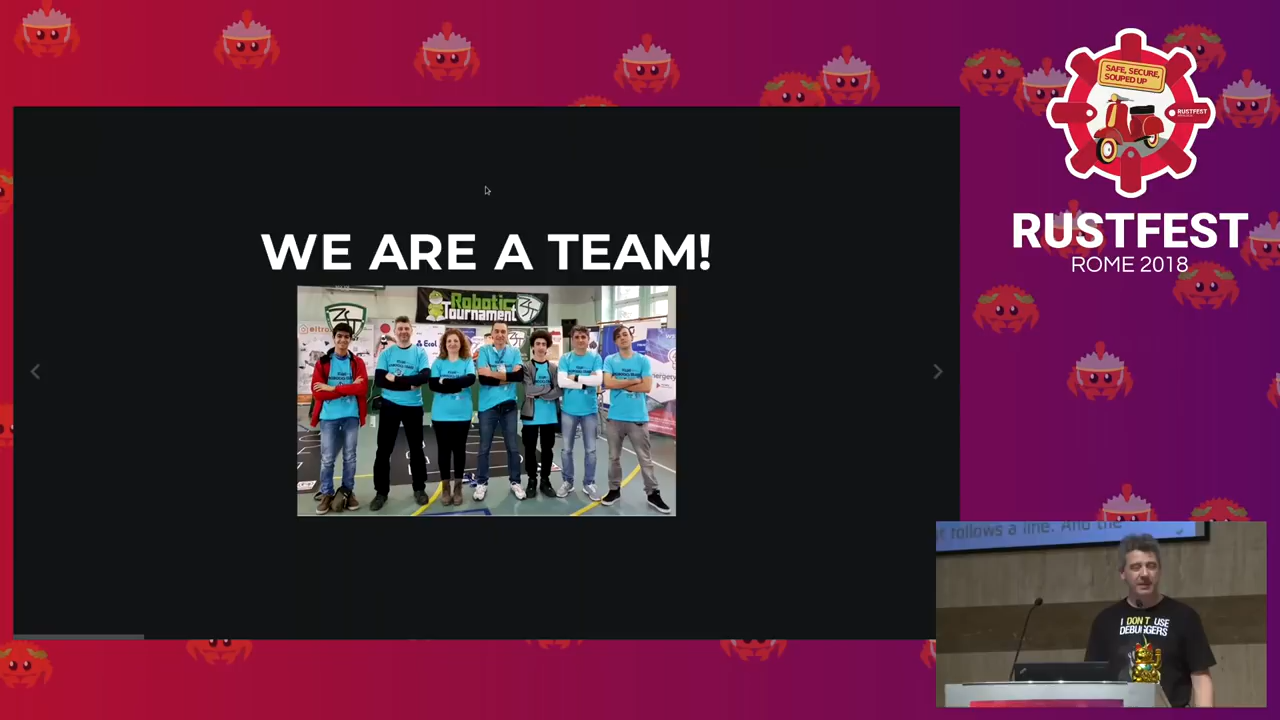 WE ARE A TEAM!
Robotic
Tournament
SAFE, SECURE,
SOUPED UP
RUSTFEST
RUSTFEST
ROME 2018
follows a line. And the
I DON'T USE
DEBUGGERS